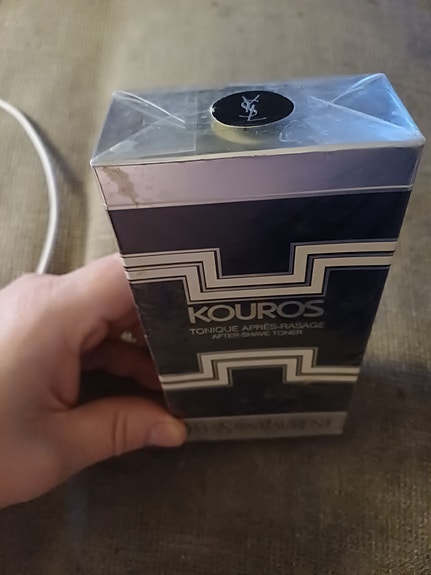 YSL
KOUROS
TONIQUE APRÈS-RASAGE
AFTER-SHAVE TONER
YVES SAINT LAURENT